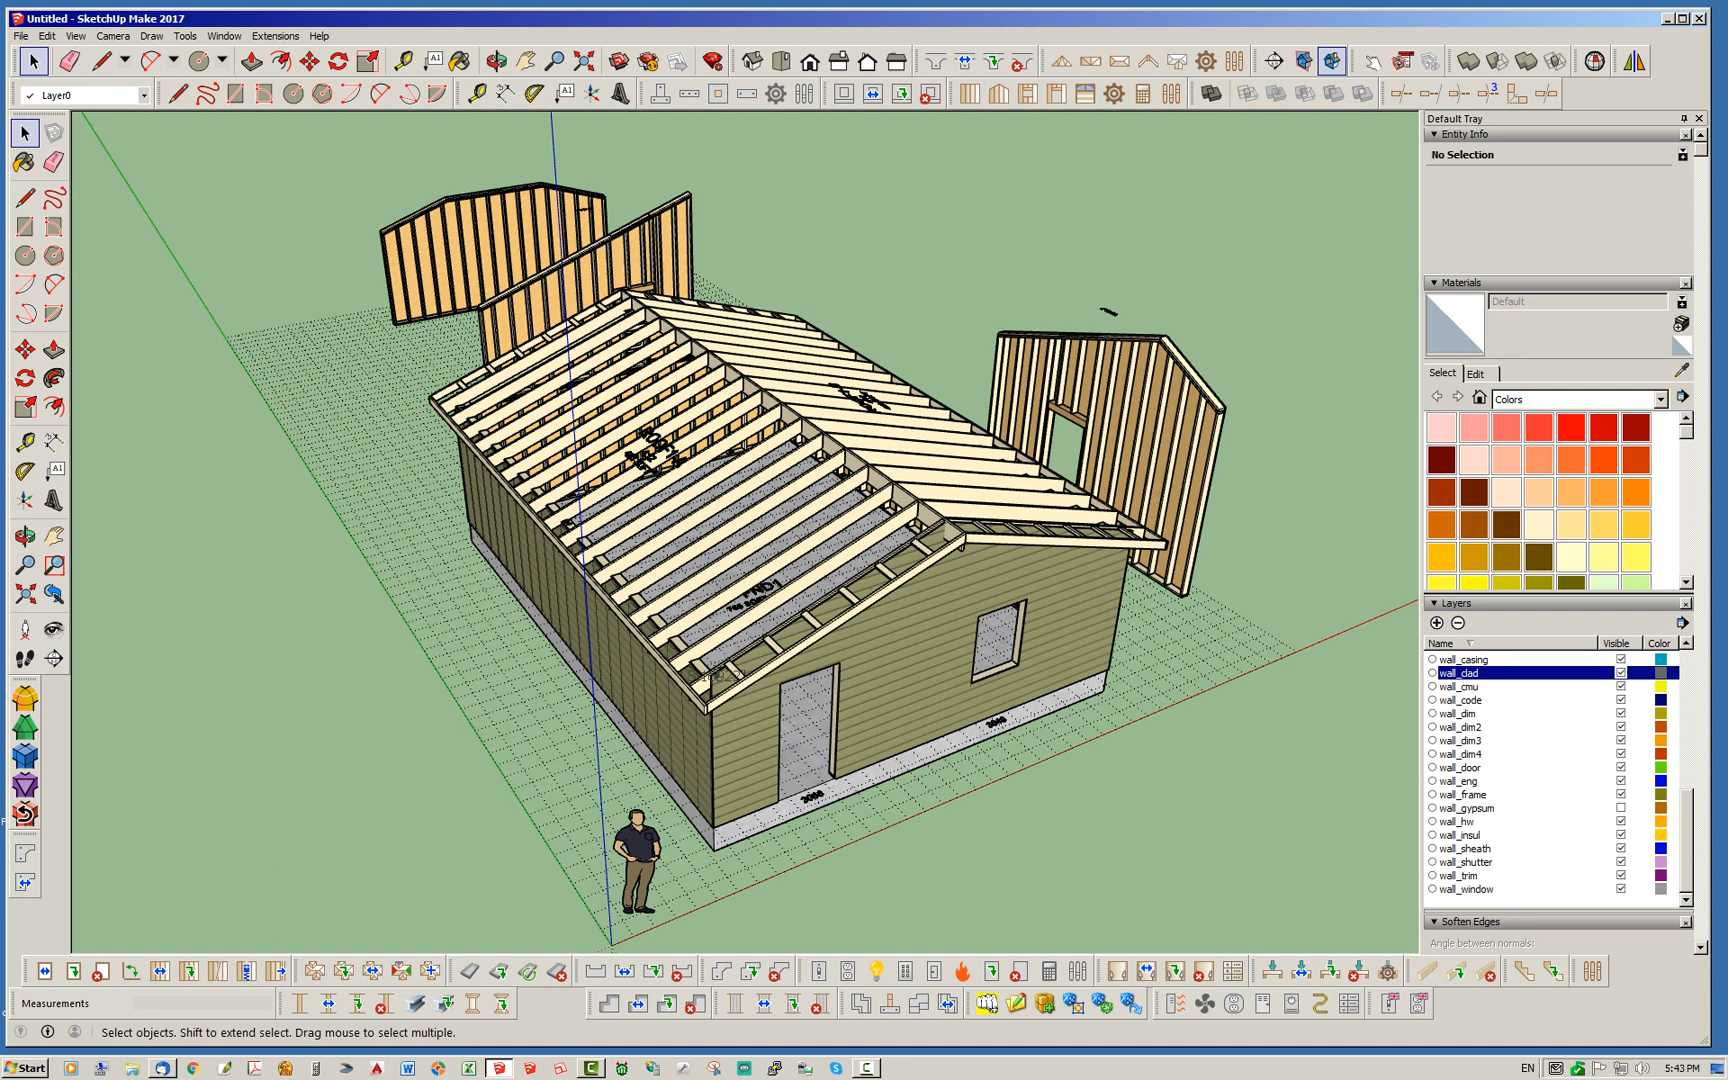 Untitled - SketchUp Make 2017
File Edit View Camera Draw Tools Window Extensions Help
Layer0
Default Tray
Entity Info
No Selection
Materials
Default
Select Edit
Colors
Layers
Name Visible Color
wall_casing
wall_clad
wall_cmu
wall_code
wall_dim
wall_dim2
wall_dim3
wall_dim4
wall_door
wall_eng
wall_frame
wall_gypsum
wall_hw
wall_insul
wall_sheath
wall_shutter
wall_trim
wall_window
Soften Edges
Angle between normals:
FND1
Measurements
Select objects. Shift to extend select. Drag mouse to select multiple.
Start
EN
5:43 PM